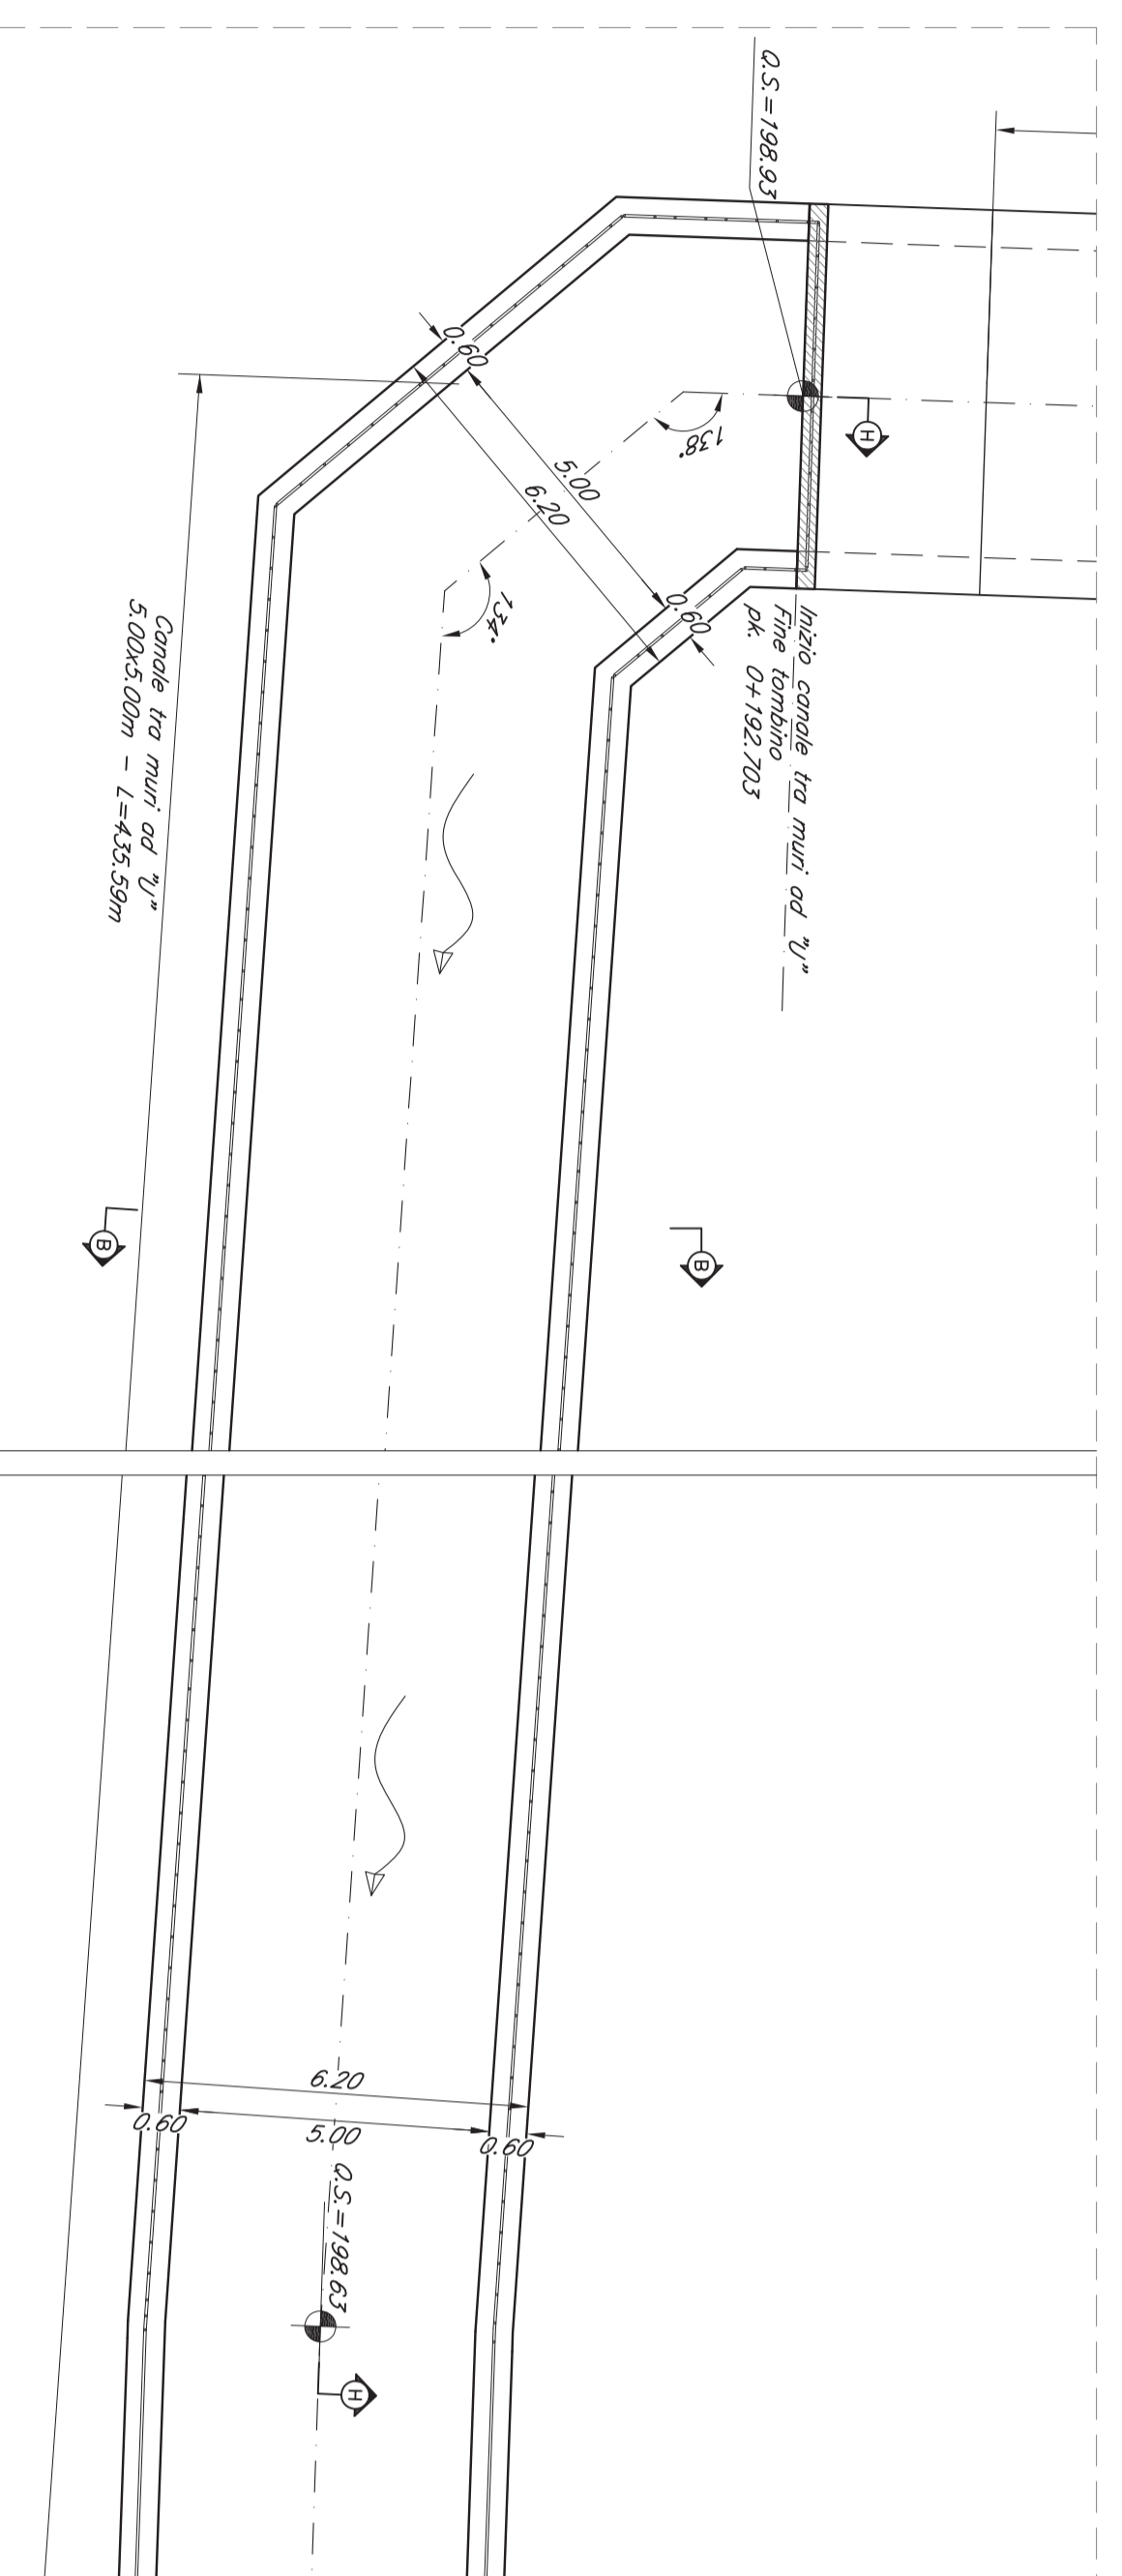 Q.S.=198.93
H
0.60
138°
5.00
6.20
134°
0.60
Inizio canale tra muri ad "U"
Fine tombino
pk. 0+192.703
Canale tra muri ad "U"
5.00x5.00m - L=435.59m
B
B
6.20
0.60
5.00
0.60
Q.S.=198.63
H